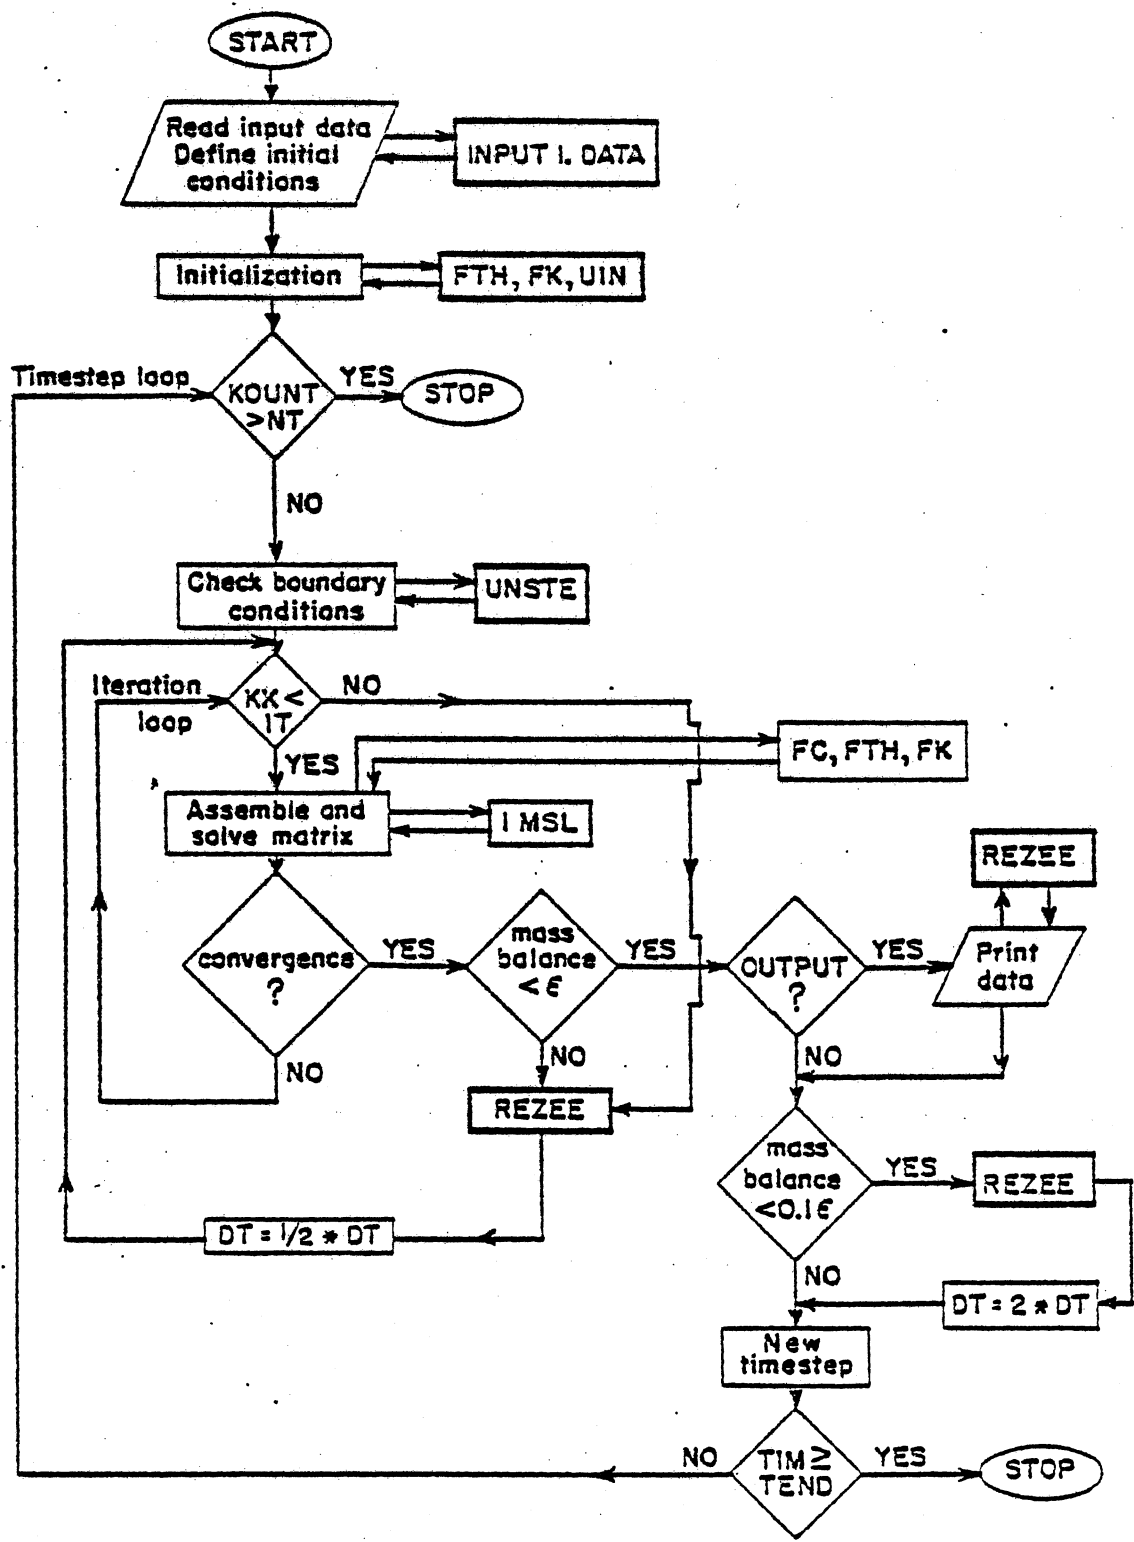 START
Read input data
Define initial
conditions
INPUT 1. DATA
Initialization
FTH, FK, UIN
Timestep loop
KOUNT
>NT
YES
STOP
NO
Check boundary
conditions
UNSTE
Iteration
loop
KX <
IT
NO
YES
FC, FTH, FK
Assemble and
solve matrix
IMSL
REZEE
convergence
?
YES
mass
balance
< ε
YES
OUTPUT
?
YES
Print
data
NO
NO
NO
REZEE
mass
balance
<0.1ε
YES
REZEE
DT = 1/2 * DT
NO
DT = 2 * DT
New
timestep
NO
TIM ≥
TEND
YES
STOP